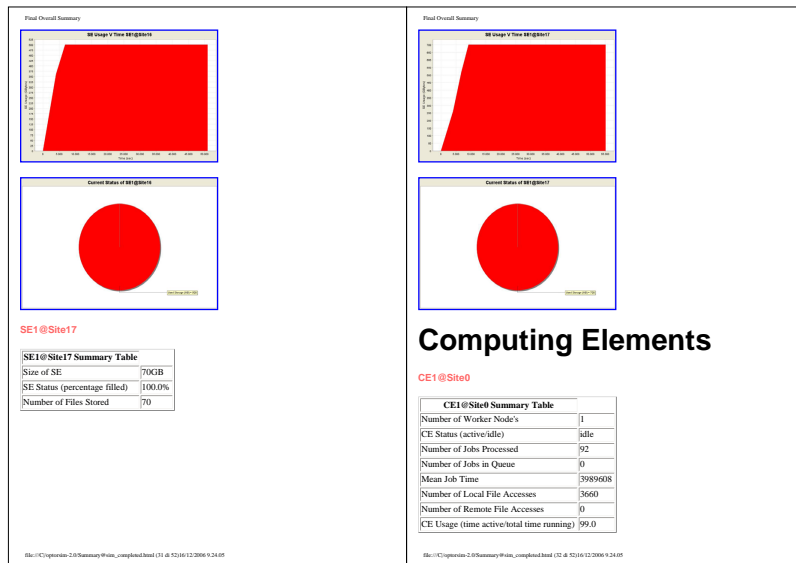 Final Overall Summary
SE Usage V Time SE1@Site16
Time (sec)
Current Status of SE1@Site16
SE1@Site17
SE1@Site17 Summary Table
Size of SE 70GB
SE Status (percentage filled) 100.0%
Number of Files Stored 70
file:///C|/optorsim-2.0/Summary@sim_completed.html (31 di 52)16/12/2006 9.24.05
Final Overall Summary
SE Usage V Time SE1@Site17
Time (sec)
Current Status of SE1@Site17
Computing Elements
CE1@Site0
CE1@Site0 Summary Table
Number of Worker Node's 1
CE Status (active/idle) idle
Number of Jobs Processed 92
Number of Jobs in Queue 0
Mean Job Time 3989608
Number of Local File Accesses 3660
Number of Remote File Accesses 0
CE Usage (time active/total time running) 99.0
file:///C|/optorsim-2.0/Summary@sim_completed.html (32 di 52)16/12/2006 9.24.05